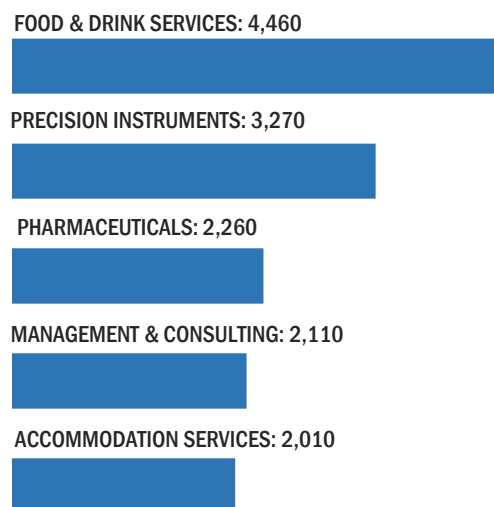 FOOD & DRINK SERVICES: 4,460
PRECISION INSTRUMENTS: 3,270
PHARMACEUTICALS: 2,260
MANAGEMENT & CONSULTING: 2,110
ACCOMMODATION SERVICES: 2,010